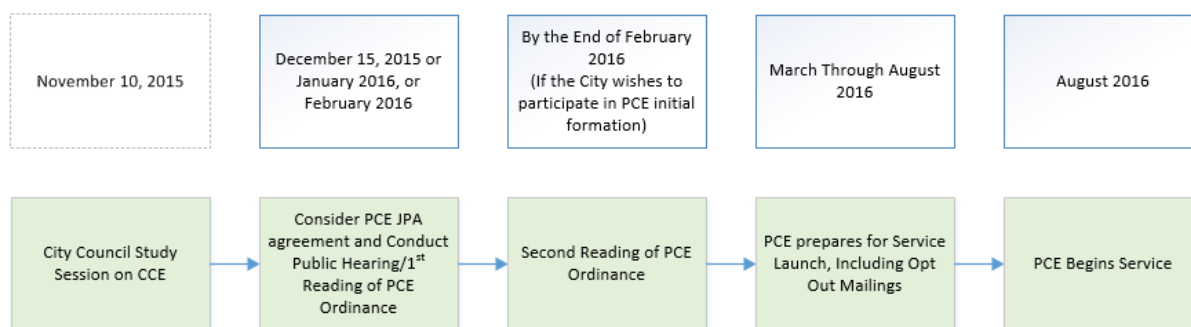 November 10, 2015
December 15, 2015 or
January 2016, or
February 2016
By the End of February
2016
(If the City wishes to
participate in PCE initial
formation)
March Through August
2016
August 2016
City Council Study
Session on CCE
Consider PCE JPA
agreement and Conduct
Public Hearing/1st
Reading of PCE
Ordinance
Second Reading of PCE
Ordinance
PCE prepares for Service
Launch, Including Opt
Out Mailings
PCE Begins Service